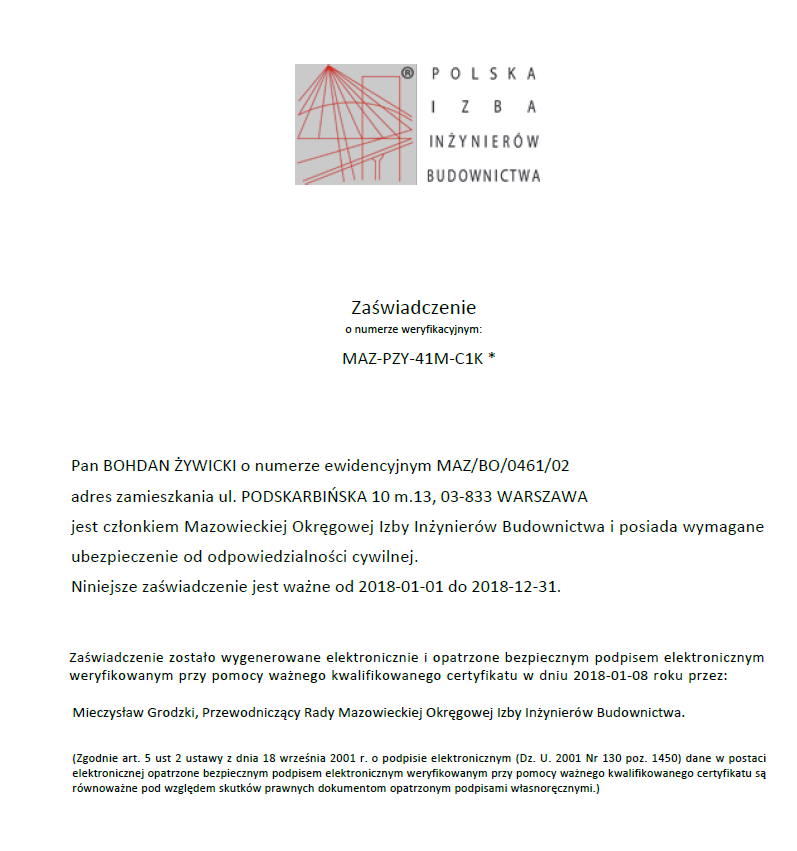 ®
POLSKA
IZBA
INŻYNIERÓW
BUDOWNICTWA
Zaświadczenie
o numerze weryfikacyjnym:
MAZ-PZY-41M-C1K *
Pan BOHDAN ŻYWICKI o numerze ewidencyjnym MAZ/BO/0461/02
adres zamieszkania ul. PODSKARBIŃSKA 10 m.13, 03-833 WARSZAWA
jest członkiem Mazowieckiej Okręgowej Izby Inżynierów Budownictwa i posiada wymagane
ubezpieczenie od odpowiedzialności cywilnej.
Niniejsze zaświadczenie jest ważne od 2018-01-01 do 2018-12-31.
Zaświadczenie zostało wygenerowane elektronicznie i opatrzone bezpiecznym podpisem elektronicznym
weryfikowanym przy pomocy ważnego kwalifikowanego certyfikatu w dniu 2018-01-08 roku przez:
Mieczysław Grodzki, Przewodniczący Rady Mazowieckiej Okręgowej Izby Inżynierów Budownictwa.
(Zgodnie art. 5 ust 2 ustawy z dnia 18 września 2001 r. o podpisie elektronicznym (Dz. U. 2001 Nr 130 poz. 1450) dane w postaci
elektronicznej opatrzone bezpiecznym podpisem elektronicznym weryfikowanym przy pomocy ważnego kwalifikowanego certyfikatu są
równoważne pod względem skutków prawnych dokumentom opatrzonym podpisami własnoręcznymi.)